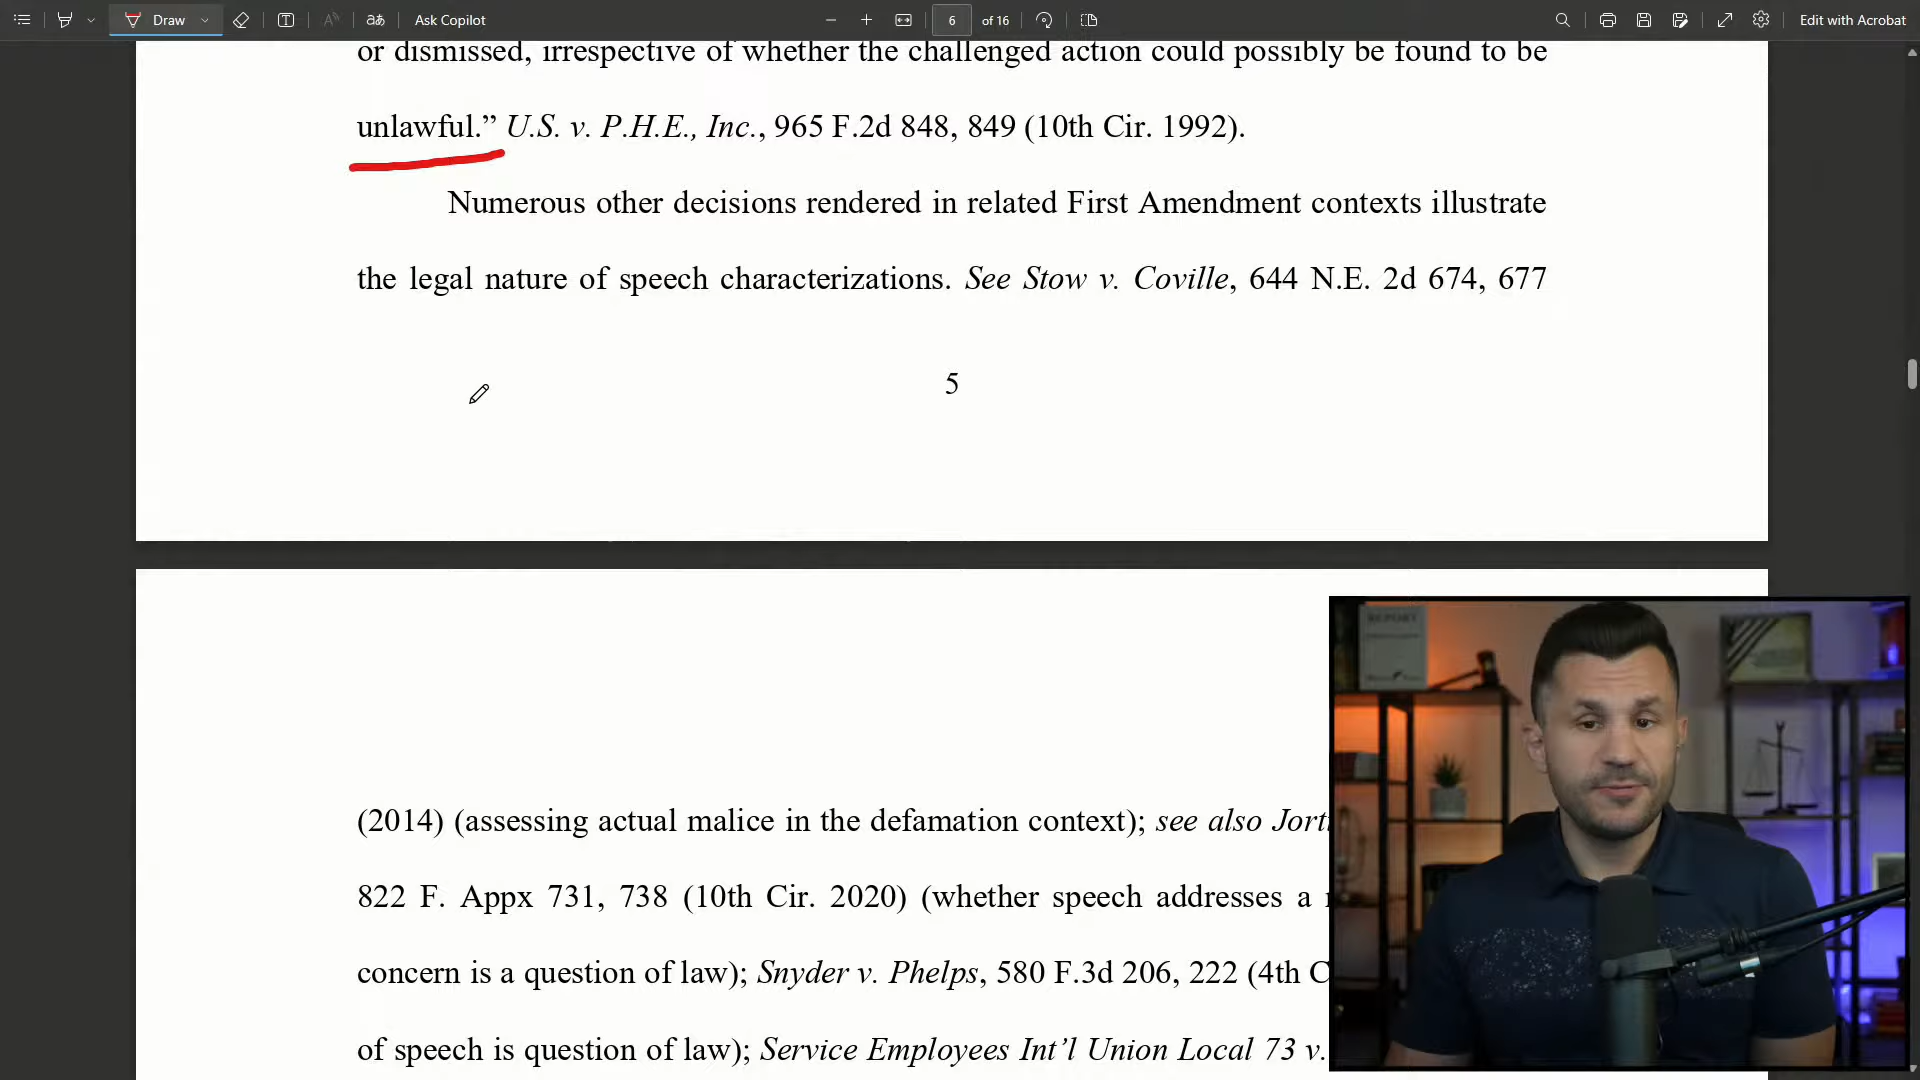 Draw
aあ
Ask Copilot
6
of 16
Edit with Acrobat
or dismissed, irrespective of whether the challenged action could possibly be found to be
unlawful.” U.S. v. P.H.E., Inc., 965 F.2d 848, 849 (10th Cir. 1992).
Numerous other decisions rendered in related First Amendment contexts illustrate
the legal nature of speech characterizations. See Stow v. Coville, 644 N.E. 2d 674, 677
5
(2014) (assessing actual malice in the defamation context); see also
822 F. Appx 731, 738 (10th Cir. 2020) (whether speech addresses a
concern is a question of law); Snyder v. Phelps, 580 F.3d 206, 222 (4th
of speech is question of law); Service Employees Int’l Union Local 73 v.
REPORT